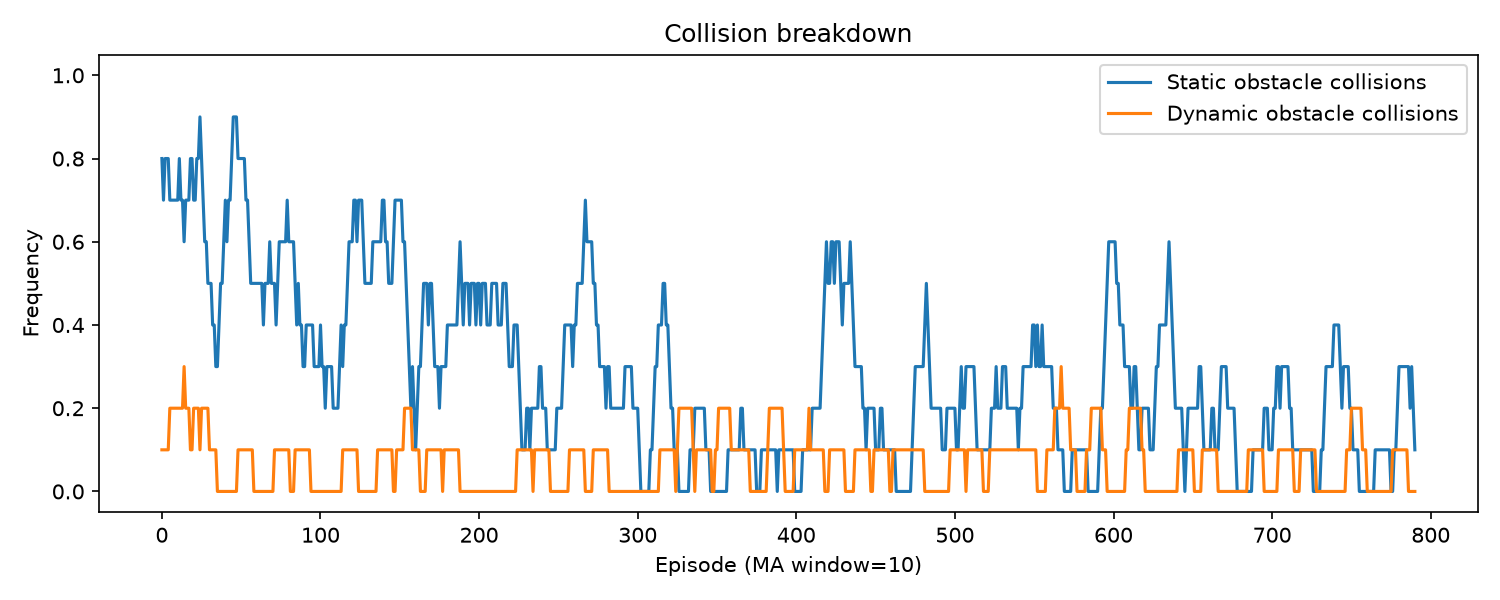 Collision breakdown
1.0
0.8
0.6
0.4
0.2
0.0
Frequency
Static obstacle collisions
Dynamic obstacle collisions
0 100 200 300 400 500 600 700 800
Episode (MA window=10)